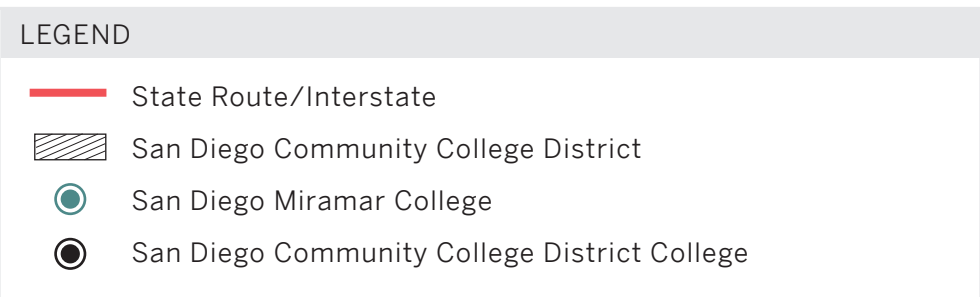 LEGEND
State Route/Interstate
San Diego Community College District
San Diego Miramar College
San Diego Community College District College